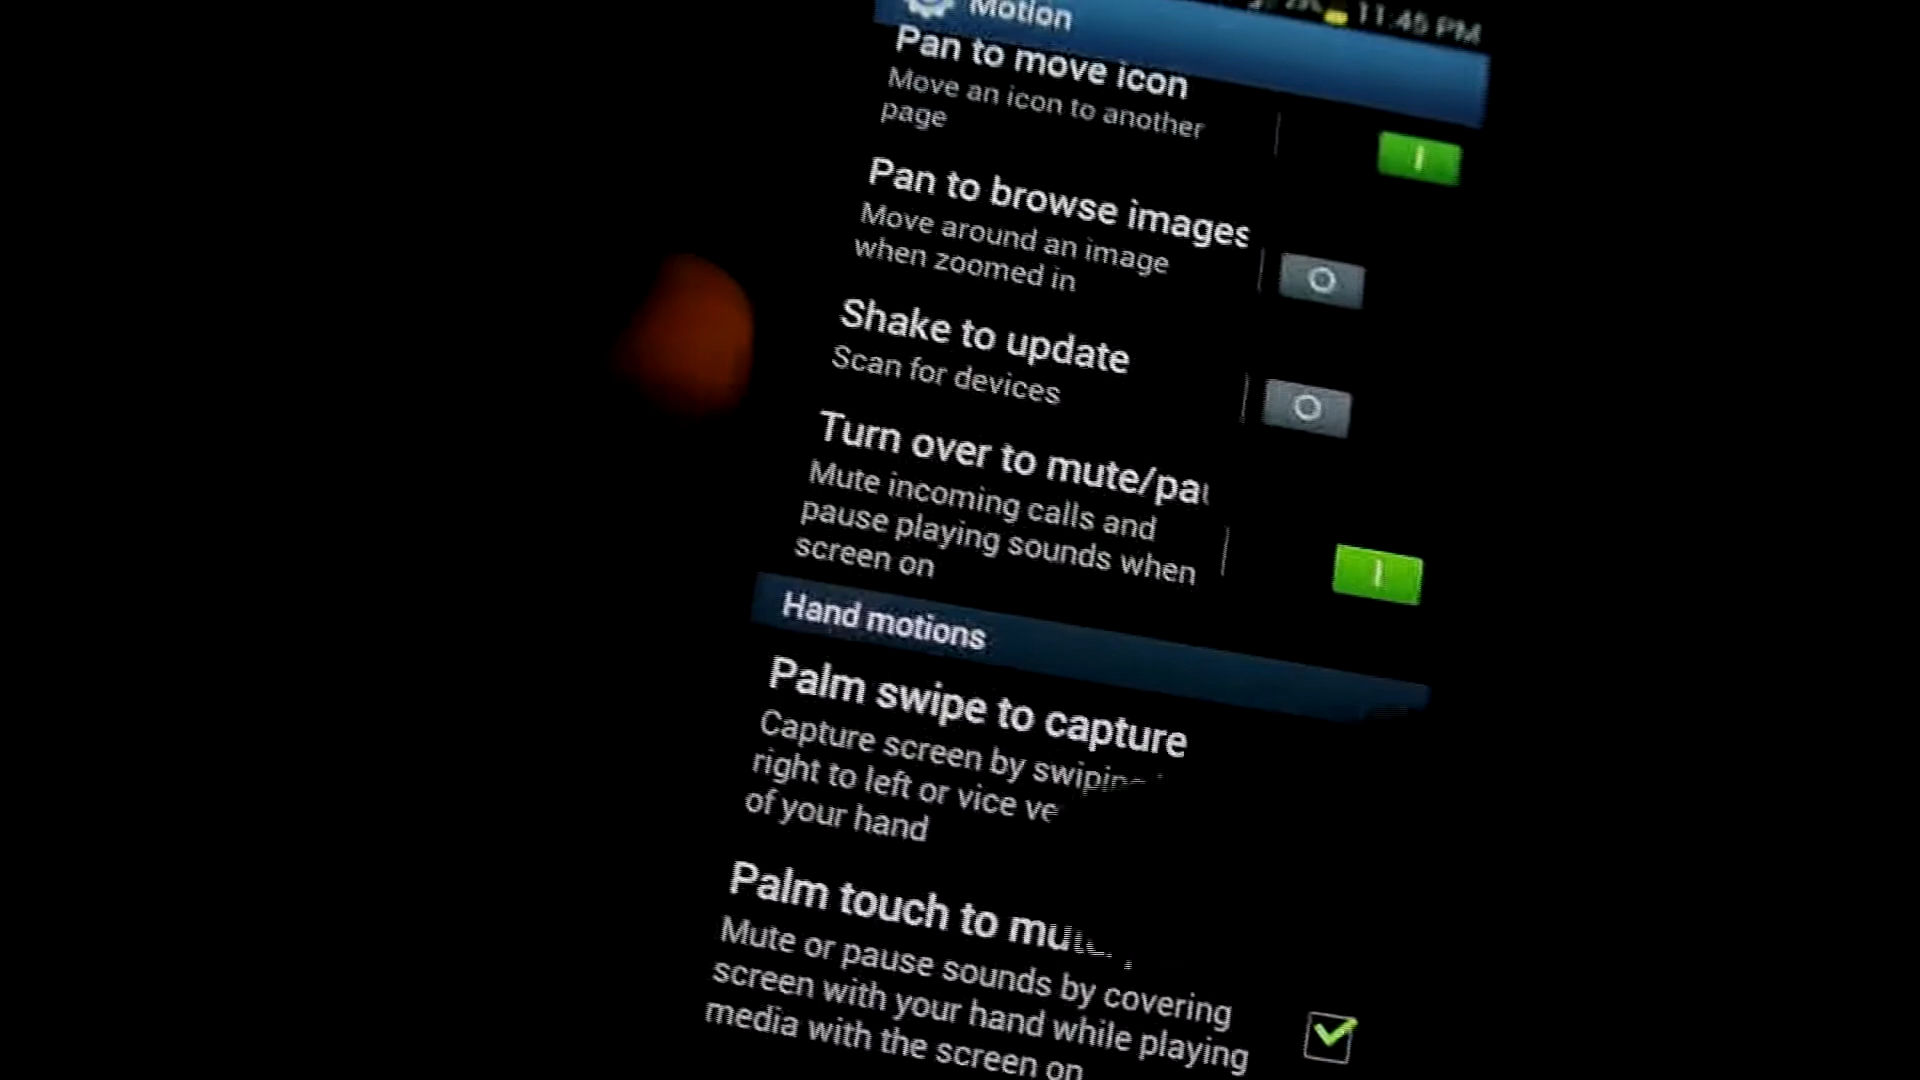 11:45 PM
Motion
Pan to move icon
Move an icon to another
page
Pan to browse images
Move around an image
when zoomed in
Shake to update
Scan for devices
Turn over to mute/pau
Mute incoming calls and
pause playing sounds when
screen on
Hand motions
Palm swipe to capture
Capture screen by swiping
right to left or vice ve
of your hand
Palm touch to mute/
Mute or pause sounds by covering
screen with your hand while playing
media with the screen on